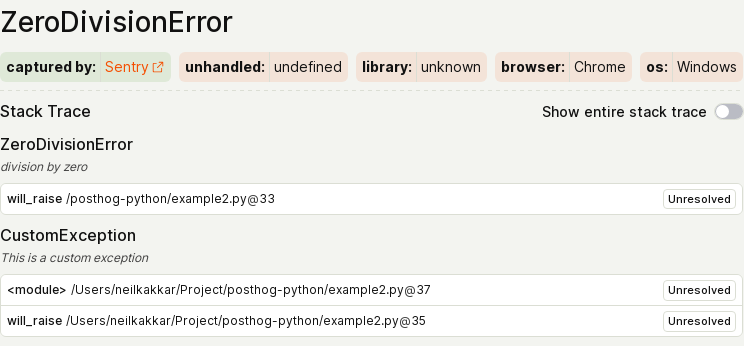 ZeroDivisionError
captured by: Sentry unhandled: undefined library: unknown browser: Chrome os: Windows
Stack Trace Show entire stack trace
ZeroDivisionError
division by zero
will_raise /posthog-python/example2.py@33 Unresolved
CustomException
This is a custom exception
<module> /Users/neilkakkar/Project/posthog-python/example2.py@37 Unresolved
will_raise /Users/neilkakkar/Project/posthog-python/example2.py@35 Unresolved